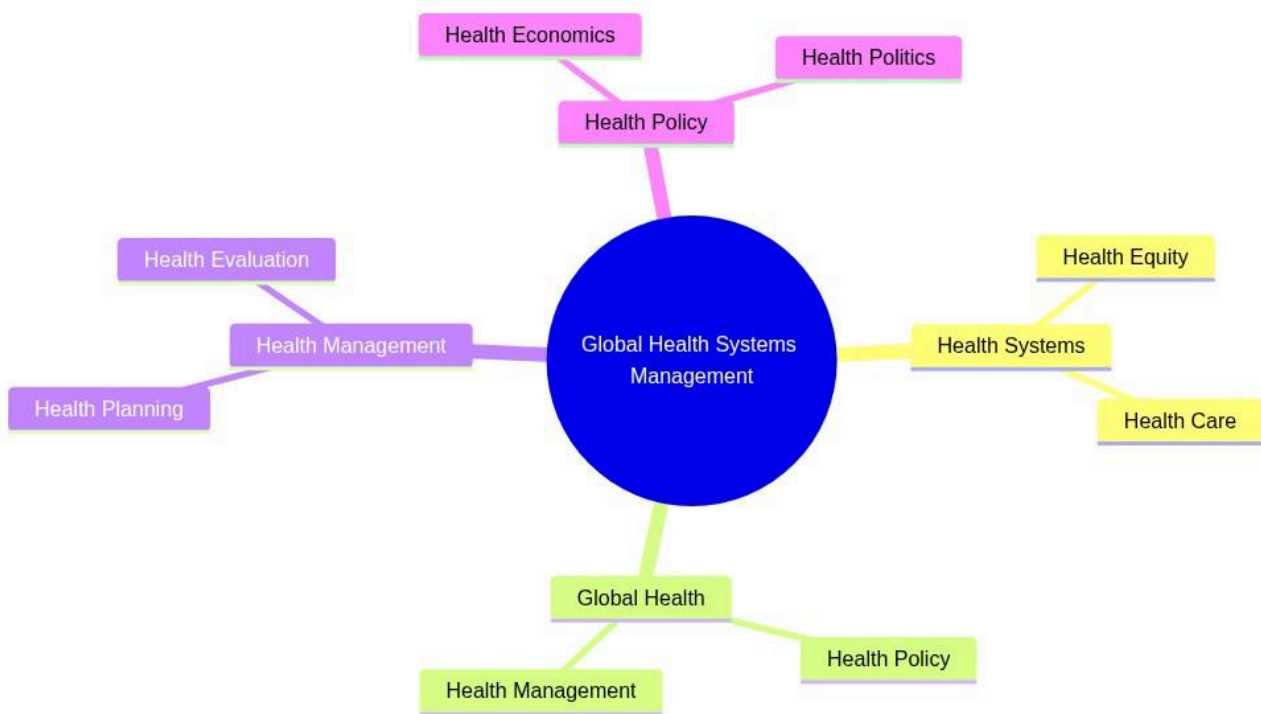 Health Economics
Health Politics
Health Policy
Health Evaluation
Health Equity
Health Management
Global Health Systems
Management
Health Systems
Health Planning
Health Care
Global Health
Health Policy
Health Management